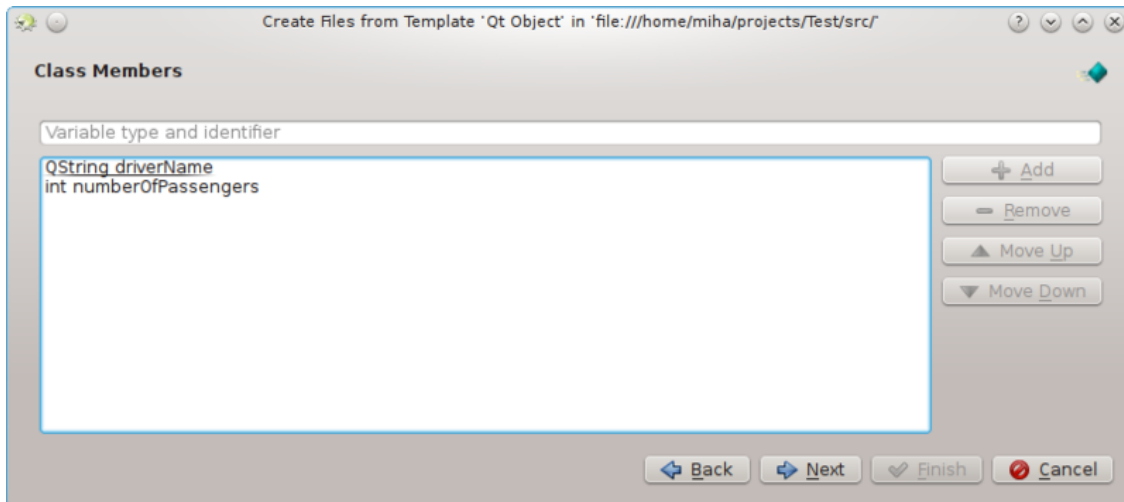 Create Files from Template 'Qt Object' in 'file:///home/miha/projects/Test/src/'
Class Members
Variable type and identifier
QString driverName
int numberOfPassengers
Add
Remove
Move Up
Move Down
Back
Next
Finish
Cancel